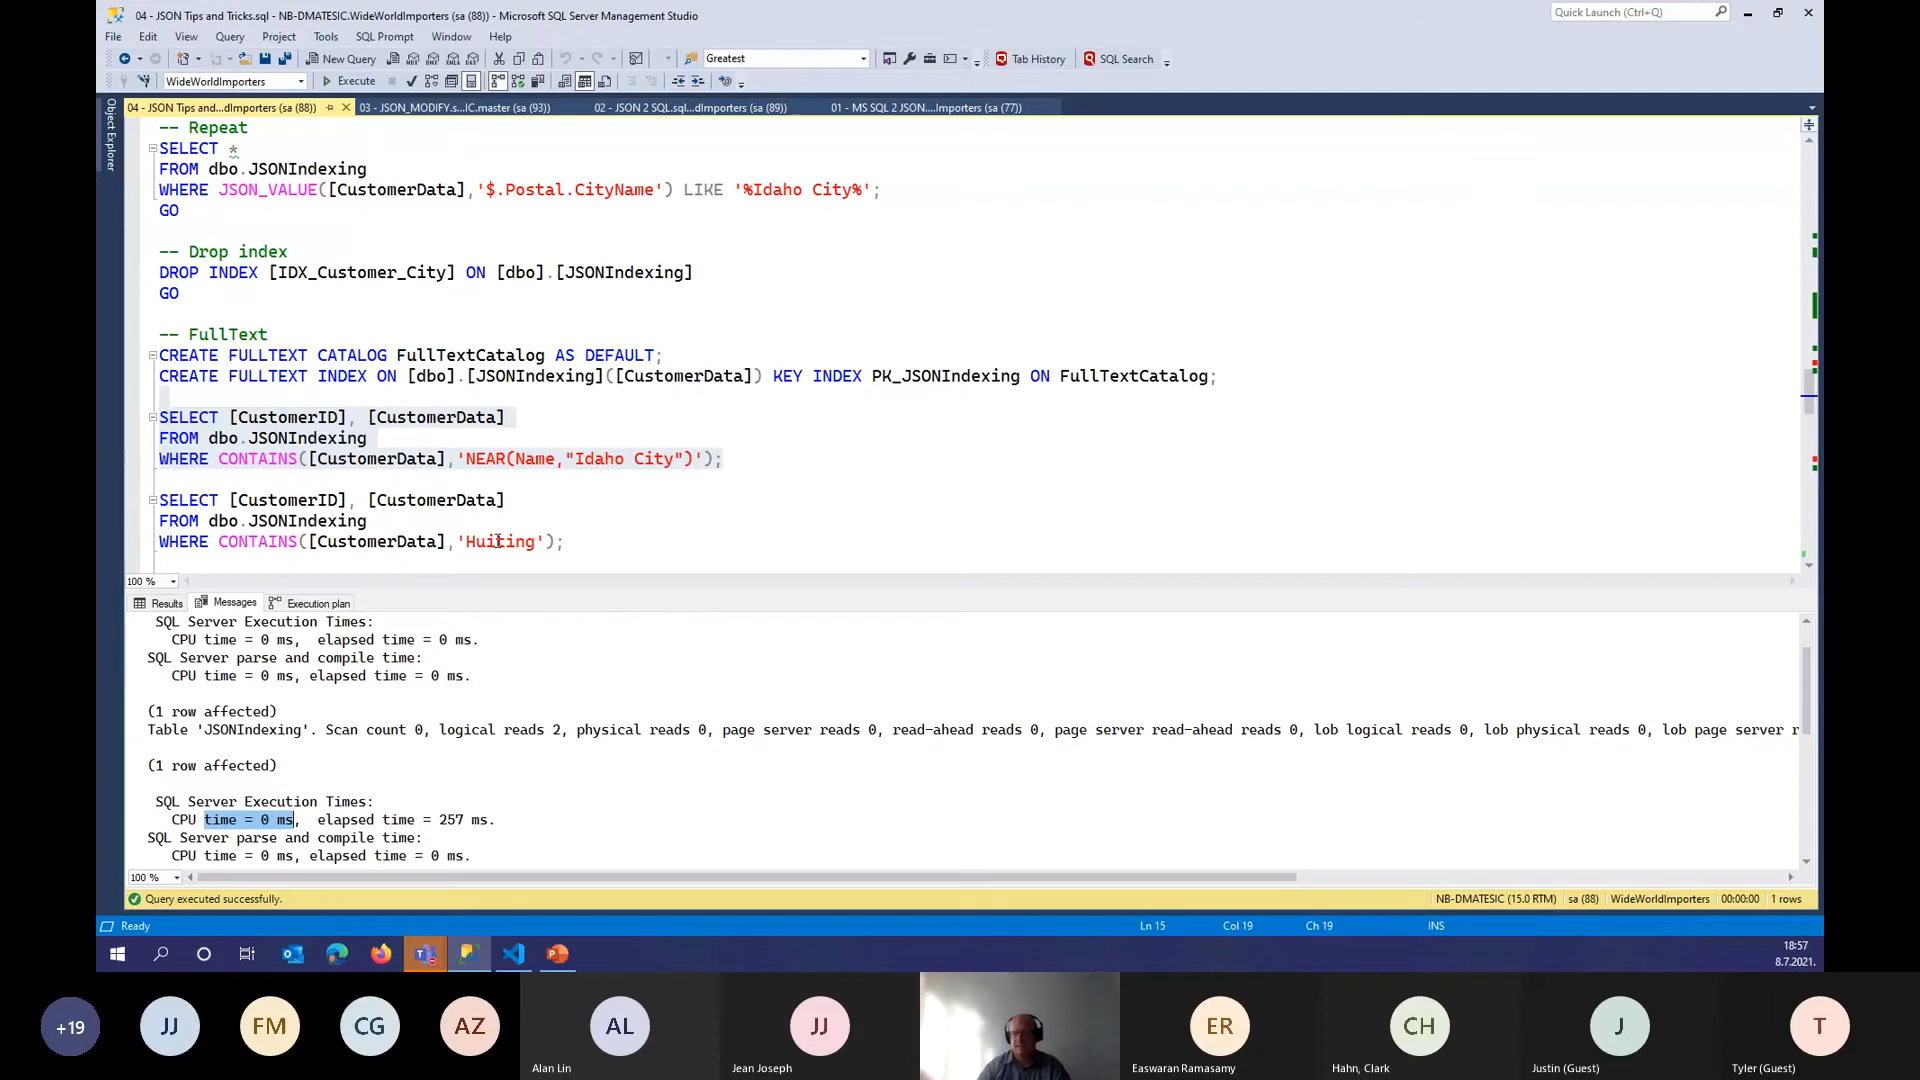 04 - JSON Tips and Tricks.sql - NB-DMATESIC.WideWorldImporters (sa (88)) - Microsoft SQL Server Management Studio
Quick Launch (Ctrl+Q)
File Edit View Query Project Tools SQL Prompt Window Help
New Query Greatest Tab History SQL Search
WideWorldImporters Execute
04 - JSON Tips and...dImporters (sa (88)) 03 - JSON_MODIFY.s...IC.master (sa (93)) 02 - JSON 2 SQL.sql...dImporters (sa (89)) 01 - MS SQL 2 JSON....Importers (sa (77))
Object Explorer
-- Repeat
SELECT *
FROM dbo.JSONIndexing
WHERE JSON_VALUE([CustomerData],'$.Postal.CityName') LIKE '%Idaho City%';
GO
-- Drop index
DROP INDEX [IDX_Customer_City] ON [dbo].[JSONIndexing]
GO
-- FullText
CREATE FULLTEXT CATALOG FullTextCatalog AS DEFAULT;
CREATE FULLTEXT INDEX ON [dbo].[JSONIndexing]([CustomerData]) KEY INDEX PK_JSONIndexing ON FullTextCatalog;
SELECT [CustomerID], [CustomerData]
FROM dbo.JSONIndexing
WHERE CONTAINS([CustomerData],'NEAR(Name,"Idaho City")');
SELECT [CustomerID], [CustomerData]
FROM dbo.JSONIndexing
WHERE CONTAINS([CustomerData],'Huiting');
100 %
Results Messages Execution plan
SQL Server Execution Times:
CPU time = 0 ms, elapsed time = 0 ms.
SQL Server parse and compile time:
CPU time = 0 ms, elapsed time = 0 ms.
(1 row affected)
Table 'JSONIndexing'. Scan count 0, logical reads 2, physical reads 0, page server reads 0, read-ahead reads 0, page server read-ahead reads 0, lob logical reads 0, lob physical reads 0, lob page server r
(1 row affected)
SQL Server Execution Times:
CPU time = 0 ms, elapsed time = 257 ms.
SQL Server parse and compile time:
CPU time = 0 ms, elapsed time = 0 ms.
100 %
Query executed successfully. NB-DMATESIC (15.0 RTM) sa (88) WideWorldImporters 00:00:00 1 rows
Ready Ln 15 Col 19 Ch 19 INS
18:57
8.7.2021.
+19 JJ FM CG AZ AL JJ ER CH J T
Alan Lin Jean Joseph Easwaran Ramasamy Hahn, Clark Justin (Guest) Tyler (Guest)